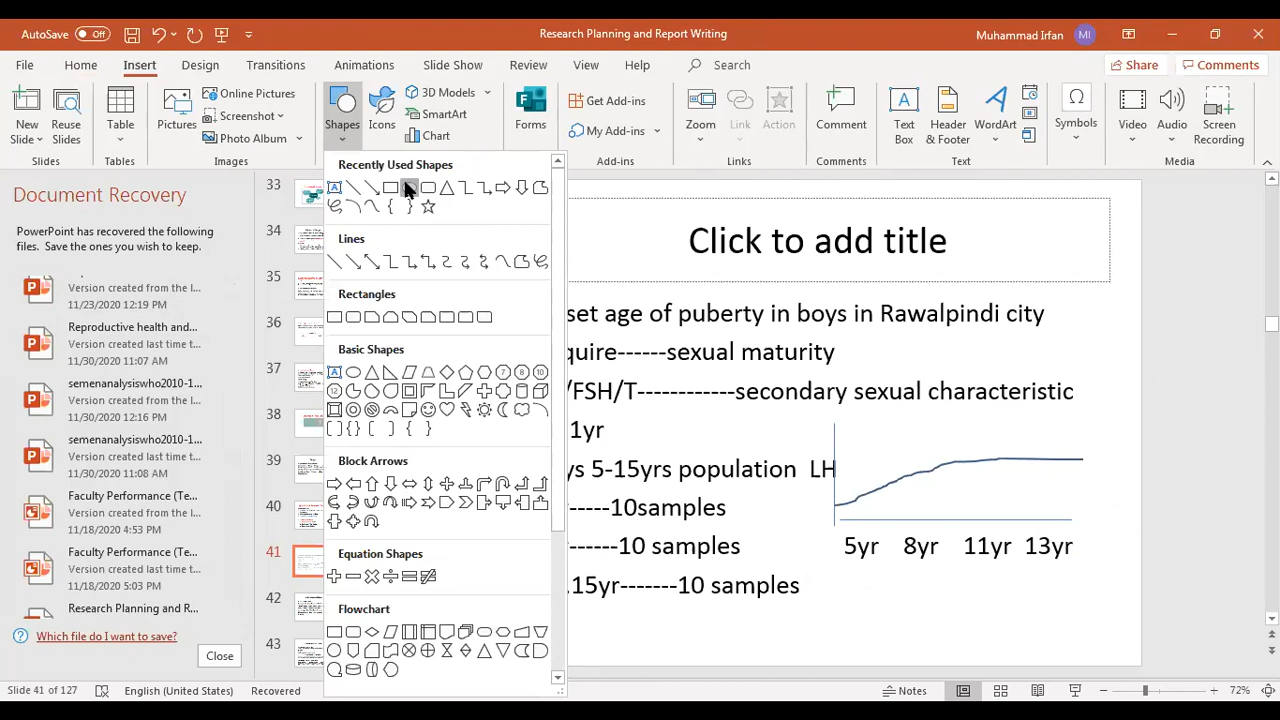 AutoSave Off
Research Planning and Report Writing
Muhammad Irfan MI
File Home Insert Design Transitions Animations Slide Show Review View Help Search Share Comments
New Slide
Reuse Slides
Slides
Table
Tables
Pictures
Online Pictures
Screenshot
Photo Album
Images
Shapes
Icons
3D Models
SmartArt
Chart
Forms
Get Add-ins
My Add-ins
Add-ins
Zoom
Link
Action
Links
Comment
Comments
Text Box
Header & Footer
WordArt
Text
Symbols
Video
Audio
Screen Recording
Media
Document Recovery
PowerPoint has recovered the following
files. Save the ones you wish to keep.
Version created from the l...
11/23/2020 12:19 PM
Reproductive health and...
Version created last time t...
11/30/2020 11:07 AM
semenanalysiswho2010-1...
Version created last time t...
11/30/2020 12:16 PM
semenanalysiswho2010-1...
Version created last time t...
11/30/2020 11:08 AM
Faculty Performance (Te...
Version created from the l...
11/18/2020 4:53 PM
Faculty Performance (Te...
Version created last time t...
11/18/2020 5:03 PM
Research Planning and R...
Which file do I want to save?
Close
33
34
35
36
37
38
39
40
41
42
43
Recently Used Shapes
Lines
Rectangles
Basic Shapes
Block Arrows
Equation Shapes
Flowchart
Click to add title
set age of puberty in boys in Rawalpindi city
quire------sexual maturity
/FSH/T------------secondary sexual characteristic
1yr
ys 5-15yrs population LH
-----10samples
------10 samples
.15yr-------10 samples
5yr 8yr 11yr 13yr
Slide 41 of 127 English (United States) Recovered Notes 72%